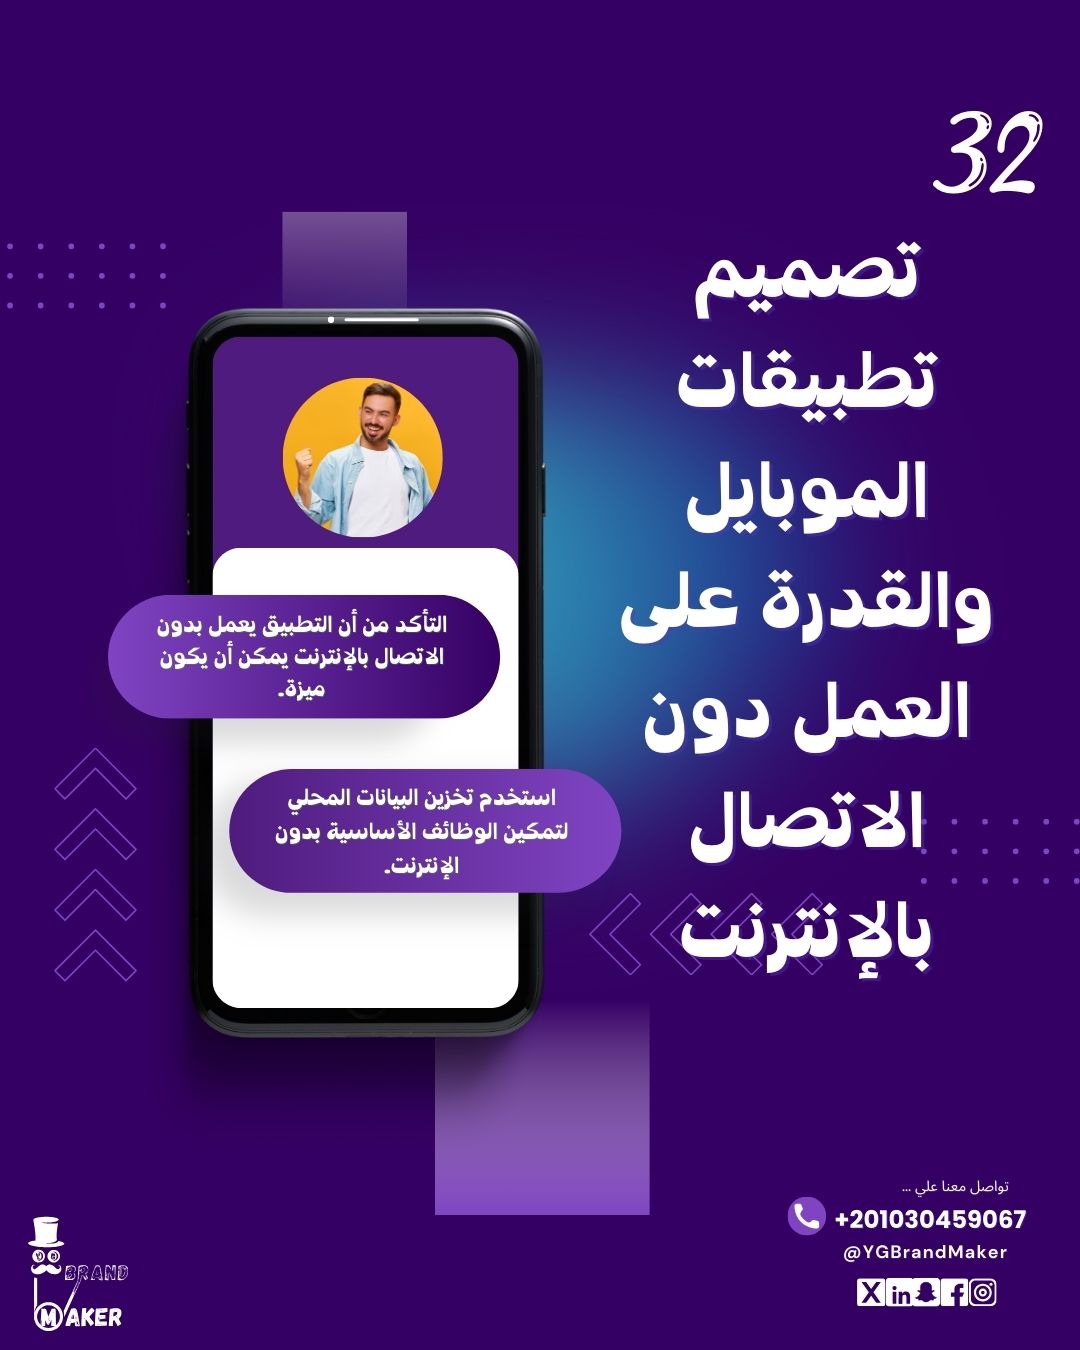 32
تصميم
تطبيقات
الموبايل
والقدرة على
العمل دون
الاتصال
بالإنترنت
التأكد من أن التطبيق يعمل بدون
الاتصال بالإنترنت يمكن أن يكون
ميزة.
استخدم تخزين البيانات المحلي
لتمكين الوظائف الأساسية بدون
الإنترنت.
تواصل معنا علي ...
+201030459067
@YGBrandMaker
BRAND
MAKER